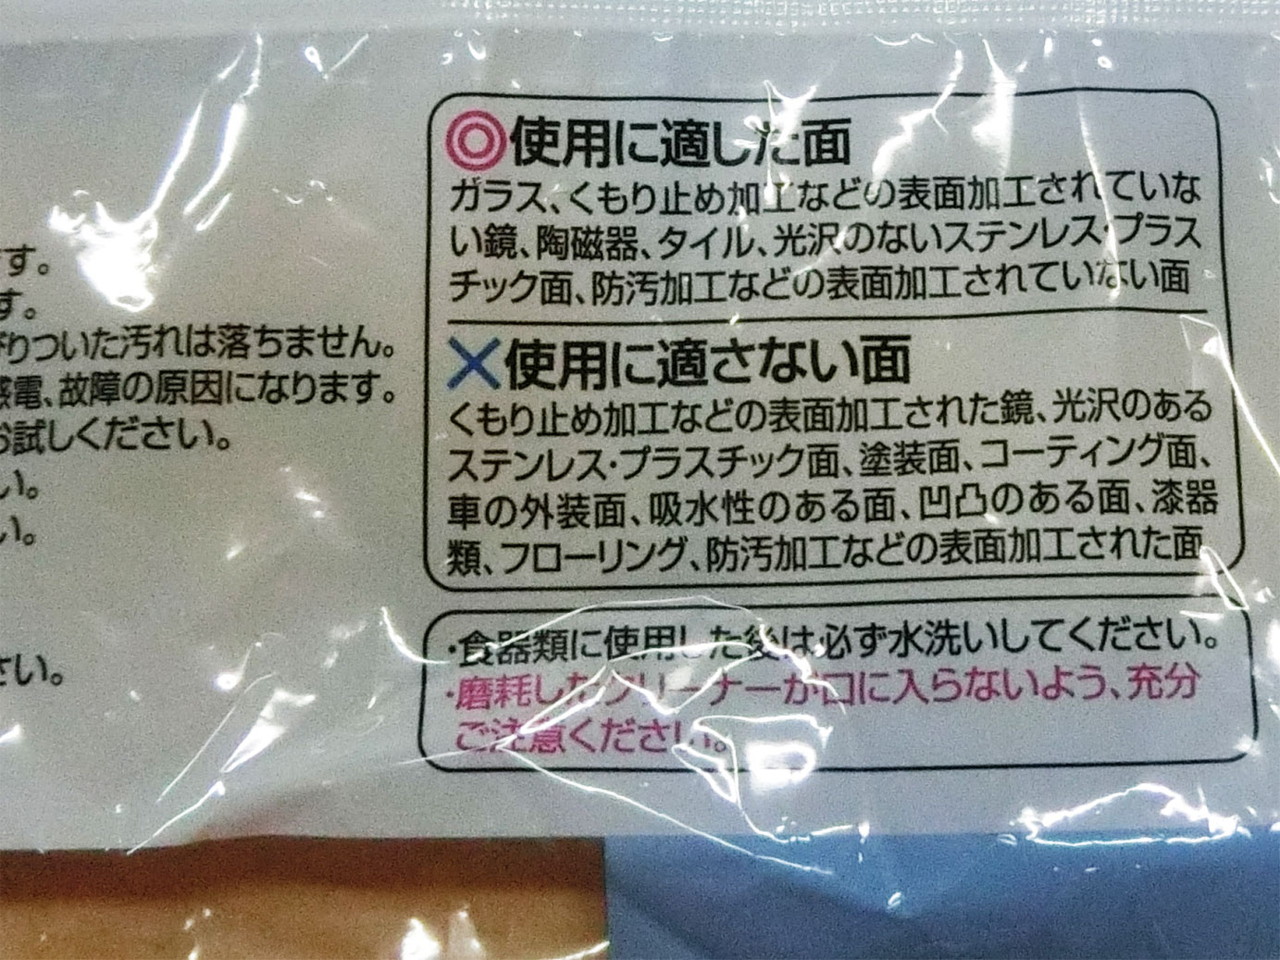 す。
す。
りついた汚れは落ちません。
感電、故障の原因になります。
お試しください。
い。
い。
さい。
◎使用に適した面
ガラス、くもり止め加工などの表面加工されていな
い鏡、陶磁器、タイル、光沢のないステンレス・プラス
チック面、防汚加工などの表面加工されていない面
×使用に適さない面
くもり止め加工などの表面加工された鏡、光沢のある
ステンレス・プラスチック面、塗装面、コーティング面、
車の外装面、吸水性のある面、凹凸のある面、漆器
類、フローリング、防汚加工などの表面加工された面
・食器類に使用した後は必ず水洗いしてください。
・磨耗したクリーナーが口に入らないよう、充分
ご注意ください。